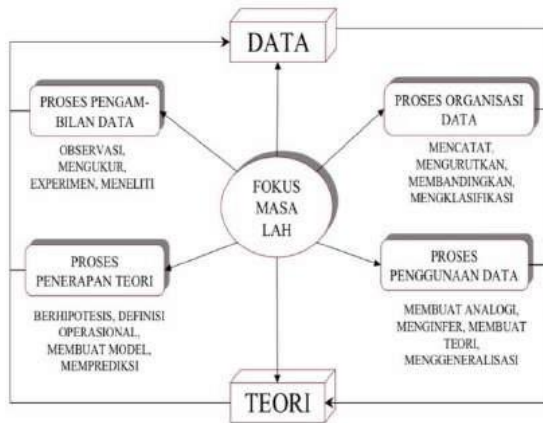 DATA
PROSES PENGAM-
BILAN DATA
OBSERVASI,
MENGUKUR,
EXPERIMEN, MENELITI
PROSES ORGANISASI
DATA
MENCATAT,
MENGURUTKAN,
MEMBANDINGKAN,
MENGKLASIFIKASI
FOKUS
MASA
LAH
PROSES
PENERAPAN TEORI
BERHIPOTESIS, DEFINISI
OPERASIONAL,
MEMBUAT MODEL,
MEMPREDIKSI
PROSES
PENGGUNAAN DATA
MEMBUAT ANALOGI,
MENGINFER, MEMBUAT
TEORI,
MENGGENERALISASI
TEORI